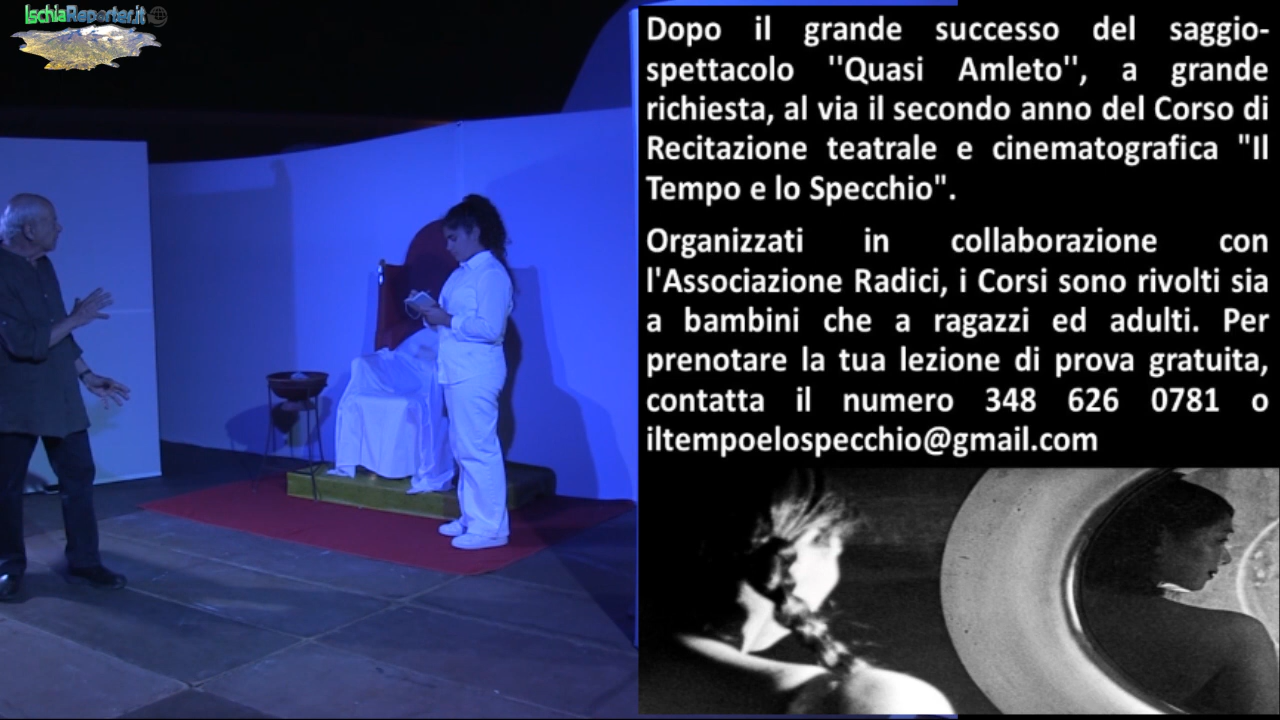 IschiaReporter.it
Dopo il grande successo del saggio-
spettacolo "Quasi Amleto", a grande
richiesta, al via il secondo anno del Corso di
Recitazione teatrale e cinematografica "Il
Tempo e lo Specchio".
Organizzati in collaborazione con
l'Associazione Radici, i Corsi sono rivolti sia
a bambini che a ragazzi ed adulti. Per
prenotare la tua lezione di prova gratuita,
contatta il numero 348 626 0781 o
iltempoelospecchio@gmail.com